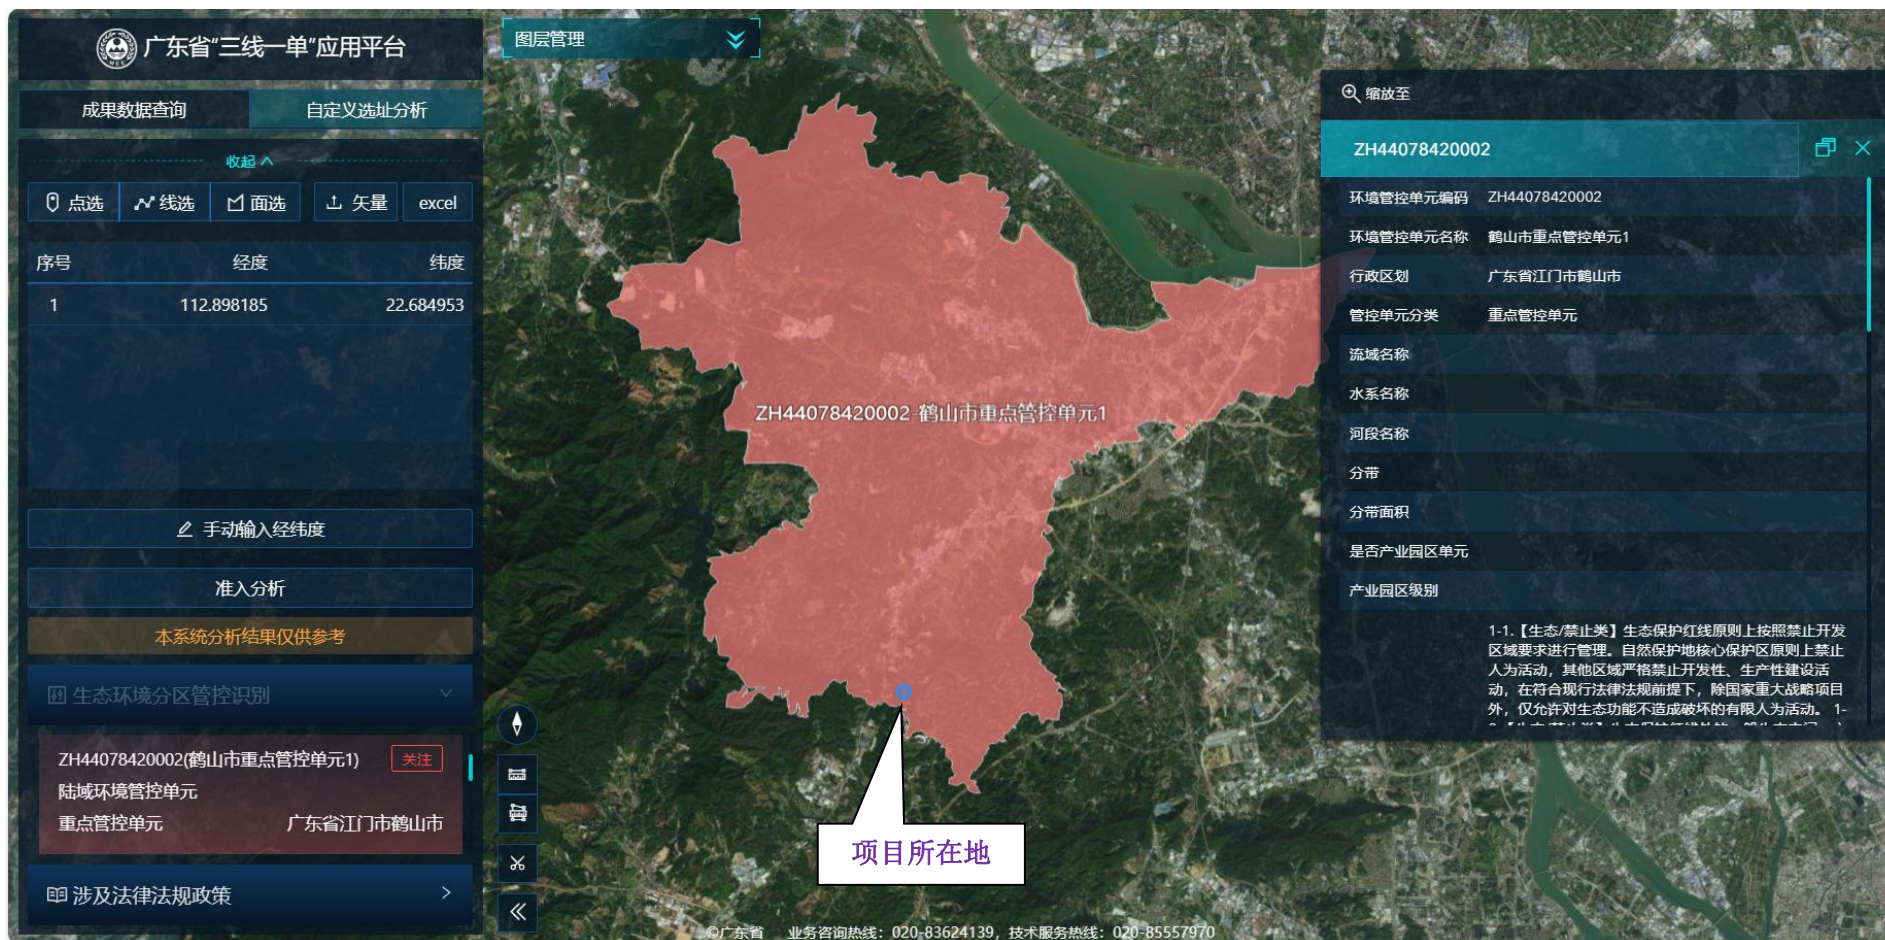 广东省“三线一单”应用平台
成果数据查询
自定义选址分析
收起
点选
线选
面选
矢量
excel
序号
经度
纬度
1
112.898185
22.684953
手动输入经纬度
准入分析
本系统分析结果仅供参考
生态环境分区管控识别
ZH44078420002(鹤山市重点管控单元1)
关注
陆域环境管控单元
重点管控单元
广东省江门市鹤山市
涉及法律法规政策
图层管理
ZH44078420002-鹤山市重点管控单元1
项目所在地
©广东省 业务咨询热线：020-83624139，技术服务热线：020-85557970
缩放至
ZH44078420002
环境管控单元编码 ZH44078420002
环境管控单元名称 鹤山市重点管控单元1
行政区划 广东省江门市鹤山市
管控单元分类 重点管控单元
流域名称
水系名称
河段名称
分带
分带面积
是否产业园区单元
产业园区级别
1-1.【生态/禁止类】生态保护红线原则上按照禁止开发
区域要求进行管理。自然保护地核心保护区原则上禁止
人为活动，其他区域严格禁止开发性、生产性建设活
动，在符合现行法律法规前提下，除国家重大战略项目
外，仅允许对生态功能不造成破坏的有限人为活动。 1-